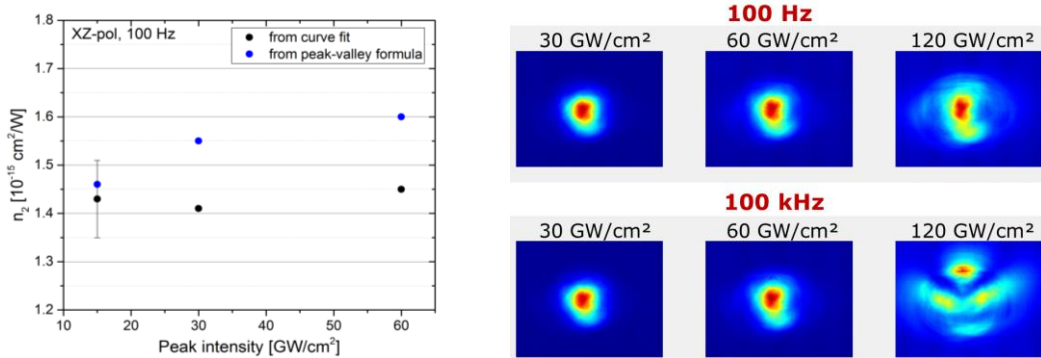 XZ-pol, 100 Hz
from curve fit
from peak-valley formula
n₂ [10⁻¹⁵ cm²/W]
1.8
1.7
1.6
1.5
1.4
1.3
1.2
10 20 30 40 50 60
Peak intensity [GW/cm²]
100 Hz
30 GW/cm² 60 GW/cm² 120 GW/cm²
100 kHz
30 GW/cm² 60 GW/cm² 120 GW/cm²